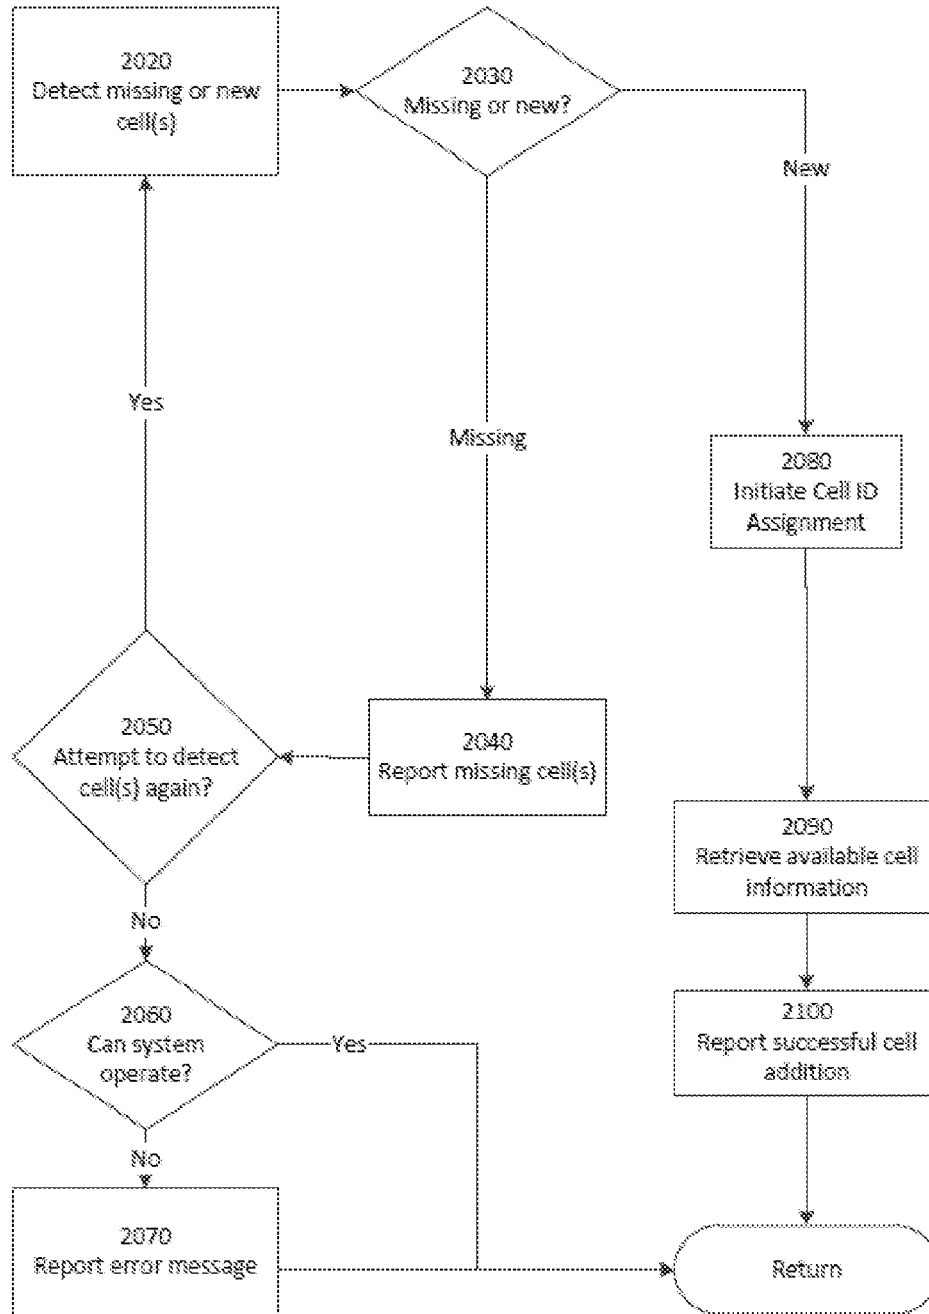 2020
Detect missing or new
cell(s)
2030
Missing or new?
New
Yes
Missing
2080
Initiate Cell ID
Assignment
2050
Attempt to detect
cell(s) again?
2040
Report missing cell(s)
2090
Retrieve available cell
information
No
2060
Can system
operate?
Yes
2100
Report successful cell
addition
No
2070
Report error message
Return